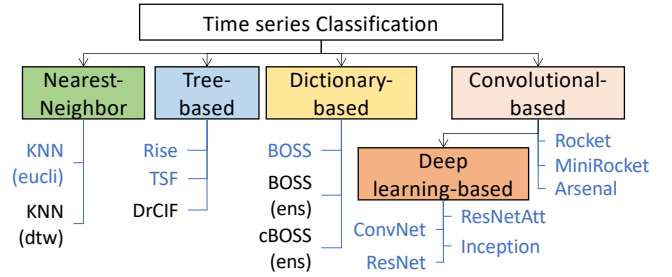 Time series Classification
Nearest-
Neighbor
Tree-
based
Dictionary-
based
Convolutional-
based
KNN
(eucli)
KNN
(dtw)
Rise
TSF
DrCIF
BOSS
BOSS
(ens)
cBOSS
(ens)
Deep
learning-based
Rocket
MiniRocket
Arsenal
ConvNet
ResNet
ResNetAtt
Inception